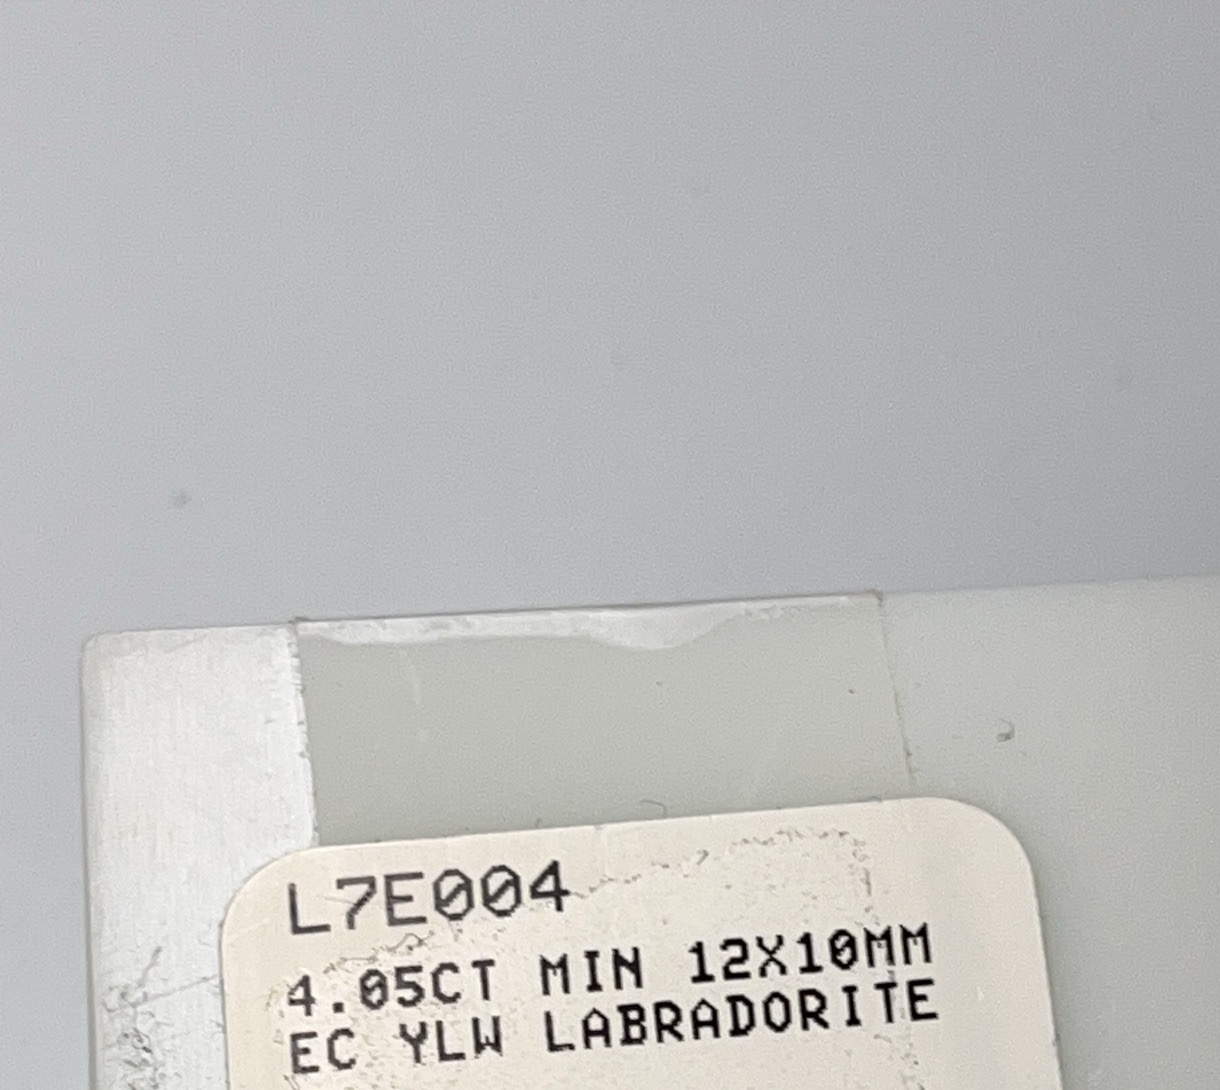 L7E004
4.05CT MIN 12X10MM
EC YLW LABRADORITE